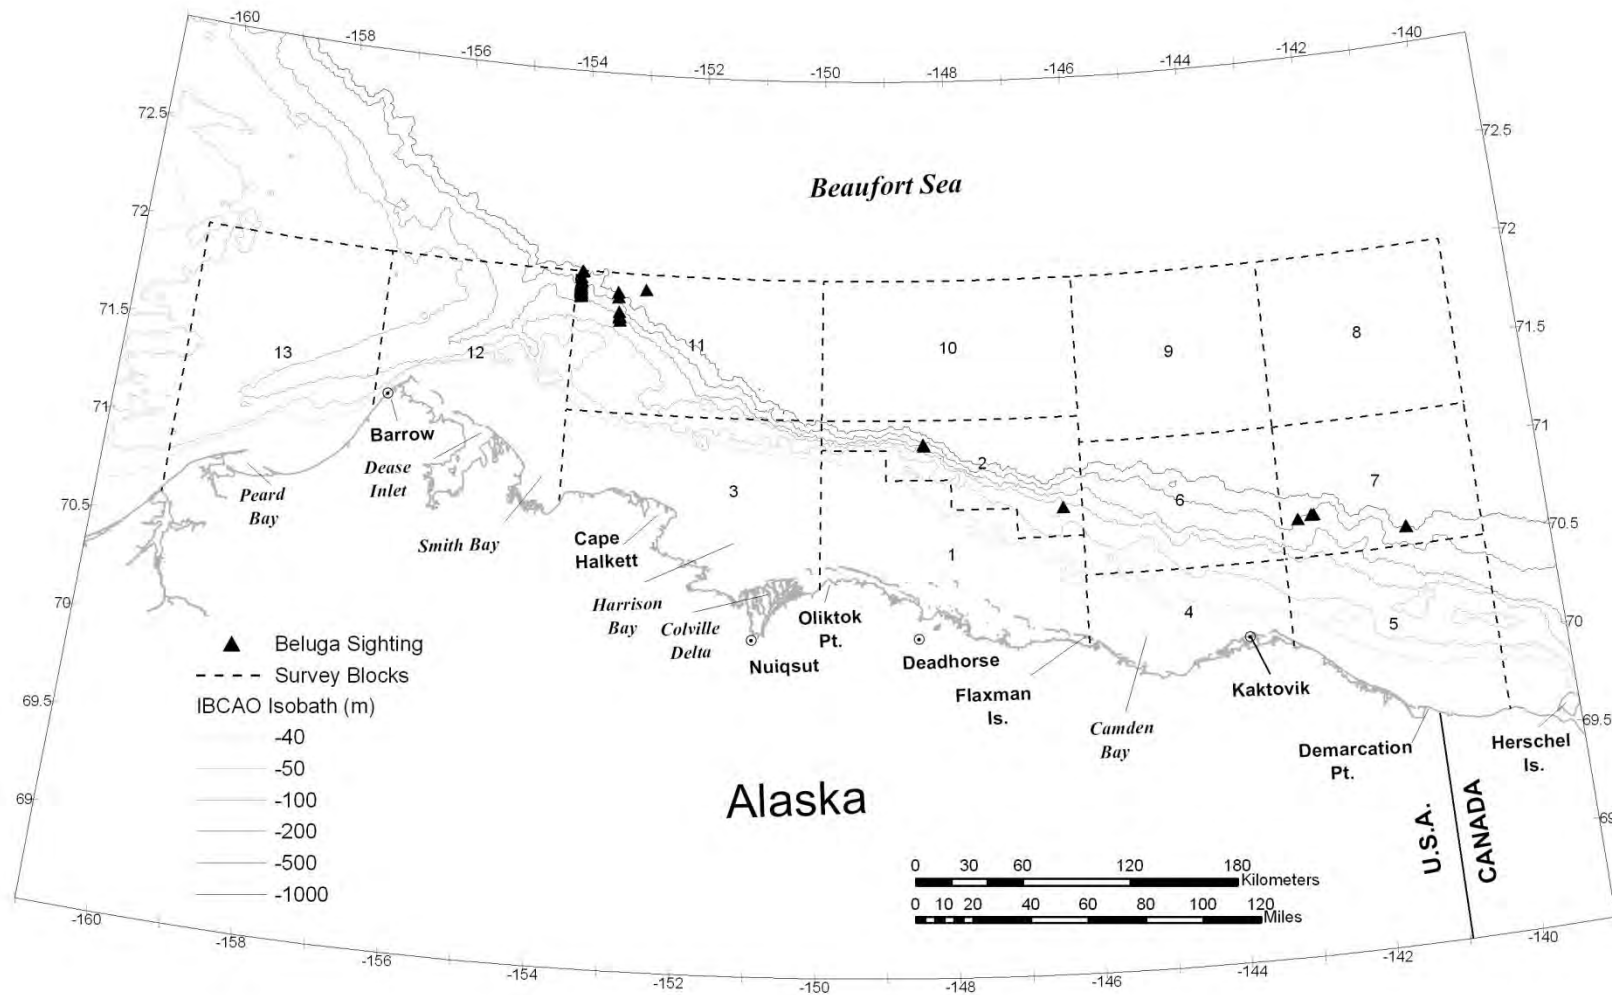 -160
-158
-156
-154
-152
-150
-148
-146
-144
-142
-140
72.5
72.5
Beaufort Sea
72
72
71.5
71.5
13
12
11
10
9
8
71
71
Barrow
Dease
Inlet
Peard
Bay
Smith Bay
70.5
70.5
3
2
6
7
Cape
Halkett
Harrison
Bay
Colville
Delta
Nuiqsut
Oliktok
Pt.
1
4
5
70
70
Deadhorse
Flaxman
Is.
Camden
Bay
Kaktovik
Demarcation
Pt.
Herschel
Is.
69.5
69.5
Beluga Sighting
Survey Blocks
IBCAO Isobath (m)
-40
-50
-100
-200
-500
-1000
Alaska
U.S.A.
CANADA
69
69
0 30 60 120 180
Kilometers
0 10 20 40 60 80 100 120
Miles
-160
-158
-156
-154
-152
-150
-148
-146
-144
-142
-140